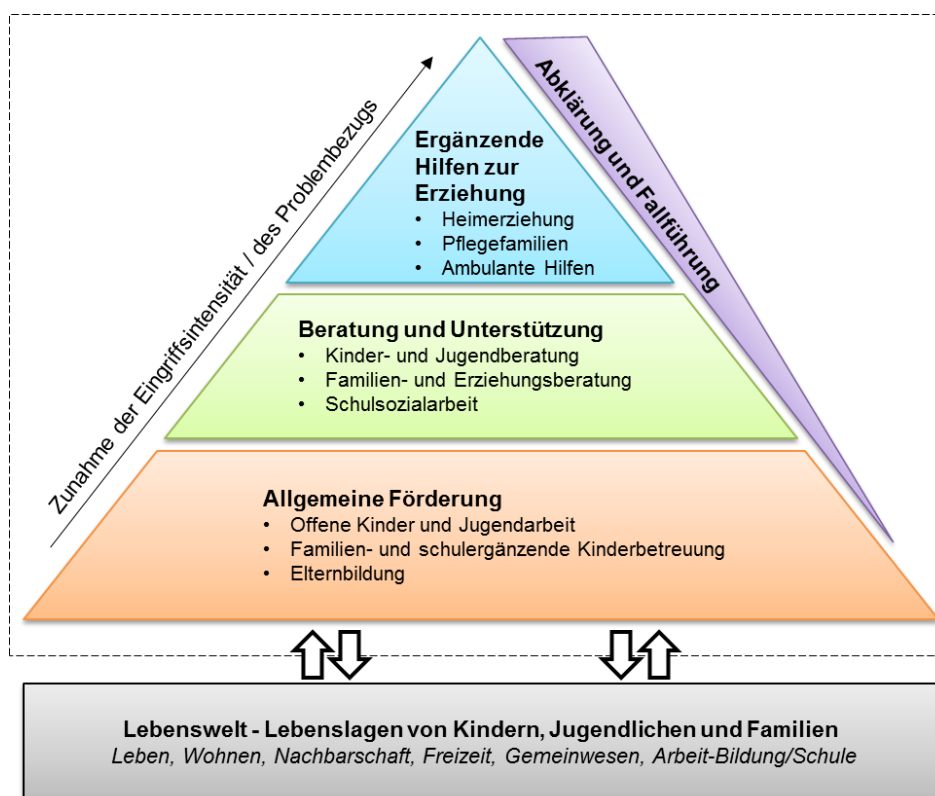 Zunahme der Eingriffsintensität / des Problembezugs
Abklärung und Fallführung
Ergänzende
Hilfen zur
Erziehung
• Heimerziehung
• Pflegefamilien
• Ambulante Hilfen
Beratung und Unterstützung
• Kinder- und Jugendberatung
• Familien- und Erziehungsberatung
• Schulsozialarbeit
Allgemeine Förderung
• Offene Kinder und Jugendarbeit
• Familien- und schulergänzende Kinderbetreuung
• Elternbildung
Lebenswelt - Lebenslagen von Kindern, Jugendlichen und Familien
Leben, Wohnen, Nachbarschaft, Freizeit, Gemeinwesen, Arbeit-Bildung/Schule